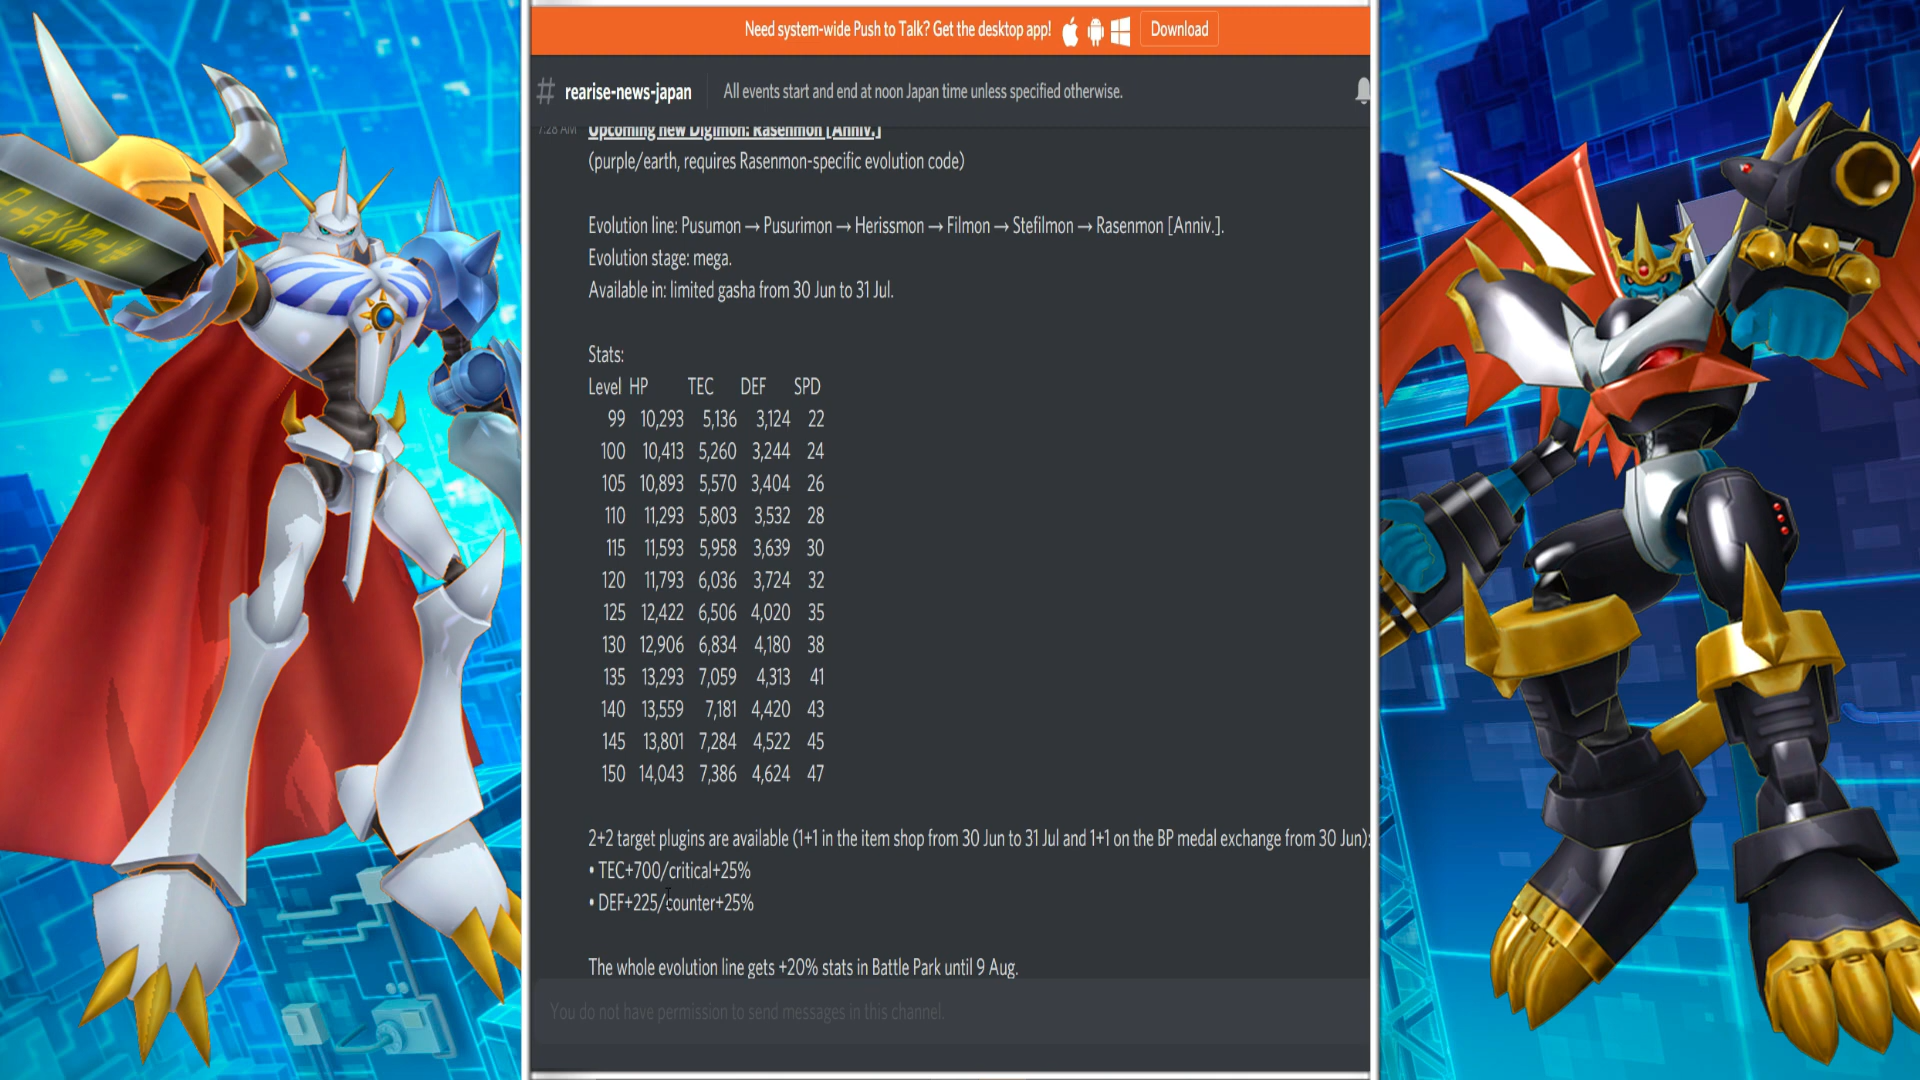 Need system-wide Push to Talk? Get the desktop app! Download
# rearise-news-japan All events start and end at noon Japan time unless specified otherwise.
7:28 AM Upcoming new Digimon: Rasenmon [Anniv.]
(purple/earth, requires Rasenmon-specific evolution code)
Evolution line: Pusumon → Pusurimon → Herissmon → Filmon → Stefilmon → Rasenmon [Anniv.].
Evolution stage: mega.
Available in: limited gasha from 30 Jun to 31 Jul.
Stats:
Level HP TEC DEF SPD
99 10,293 5,136 3,124 22
100 10,413 5,260 3,244 24
105 10,893 5,570 3,404 26
110 11,293 5,803 3,532 28
115 11,593 5,958 3,639 30
120 11,793 6,036 3,724 32
125 12,422 6,506 4,020 35
130 12,906 6,834 4,180 38
135 13,293 7,059 4,313 41
140 13,559 7,181 4,420 43
145 13,801 7,284 4,522 45
150 14,043 7,386 4,624 47
2+2 target plugins are available (1+1 in the item shop from 30 Jun to 31 Jul and 1+1 on the BP medal exchange from 30 Jun):
• TEC+700/critical+25%
• DEF+225/counter+25%
The whole evolution line gets +20% stats in Battle Park until 9 Aug.
You do not have permission to send messages in this channel.